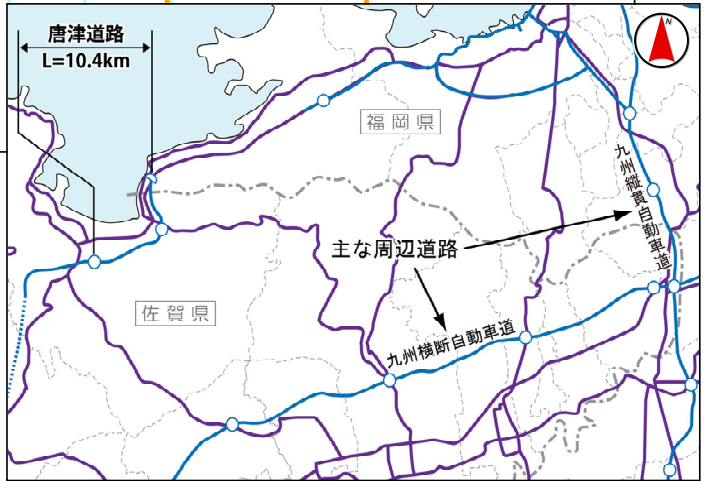 唐津道路
L=10.4km
福岡県
九州縦貫自動車道
主な周辺道路
佐賀県
九州横断自動車道